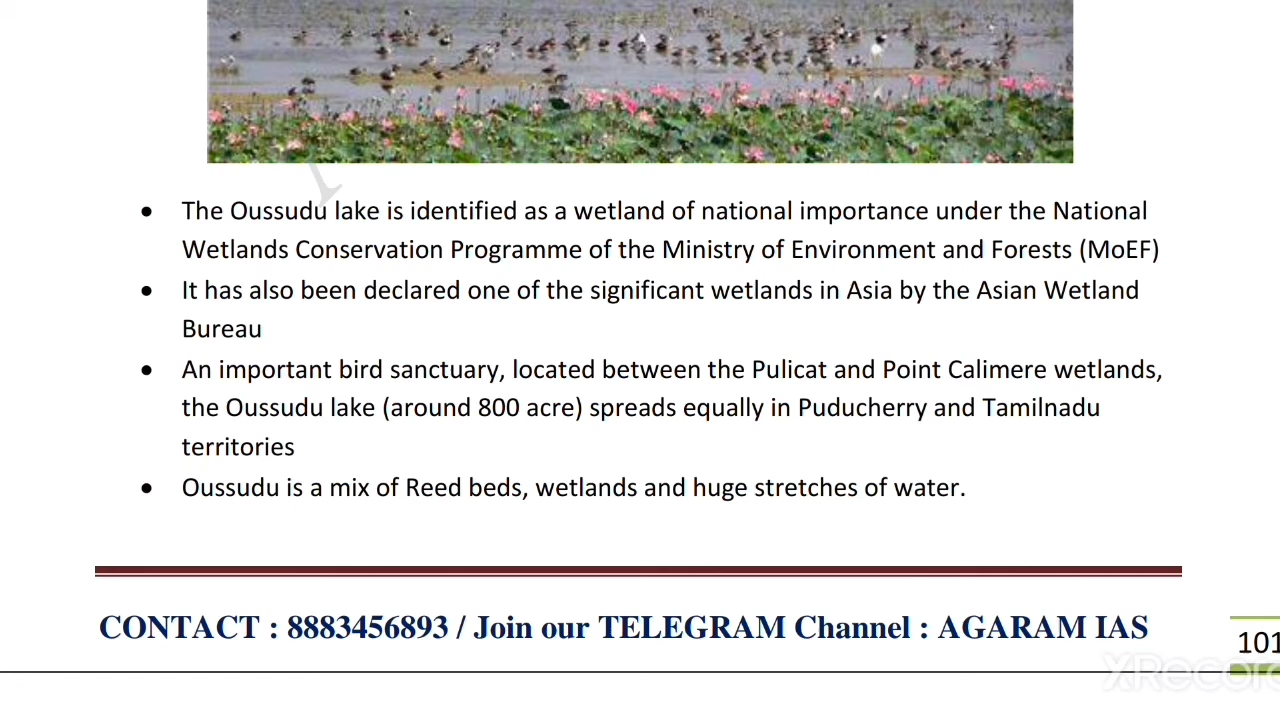 • The Oussudu lake is identified as a wetland of national importance under the National
Wetlands Conservation Programme of the Ministry of Environment and Forests (MoEF)
• It has also been declared one of the significant wetlands in Asia by the Asian Wetland
Bureau
• An important bird sanctuary, located between the Pulicat and Point Calimere wetlands,
the Oussudu lake (around 800 acre) spreads equally in Puducherry and Tamilnadu
territories
• Oussudu is a mix of Reed beds, wetlands and huge stretches of water.
CONTACT : 8883456893 / Join our TELEGRAM Channel : AGARAM IAS
101